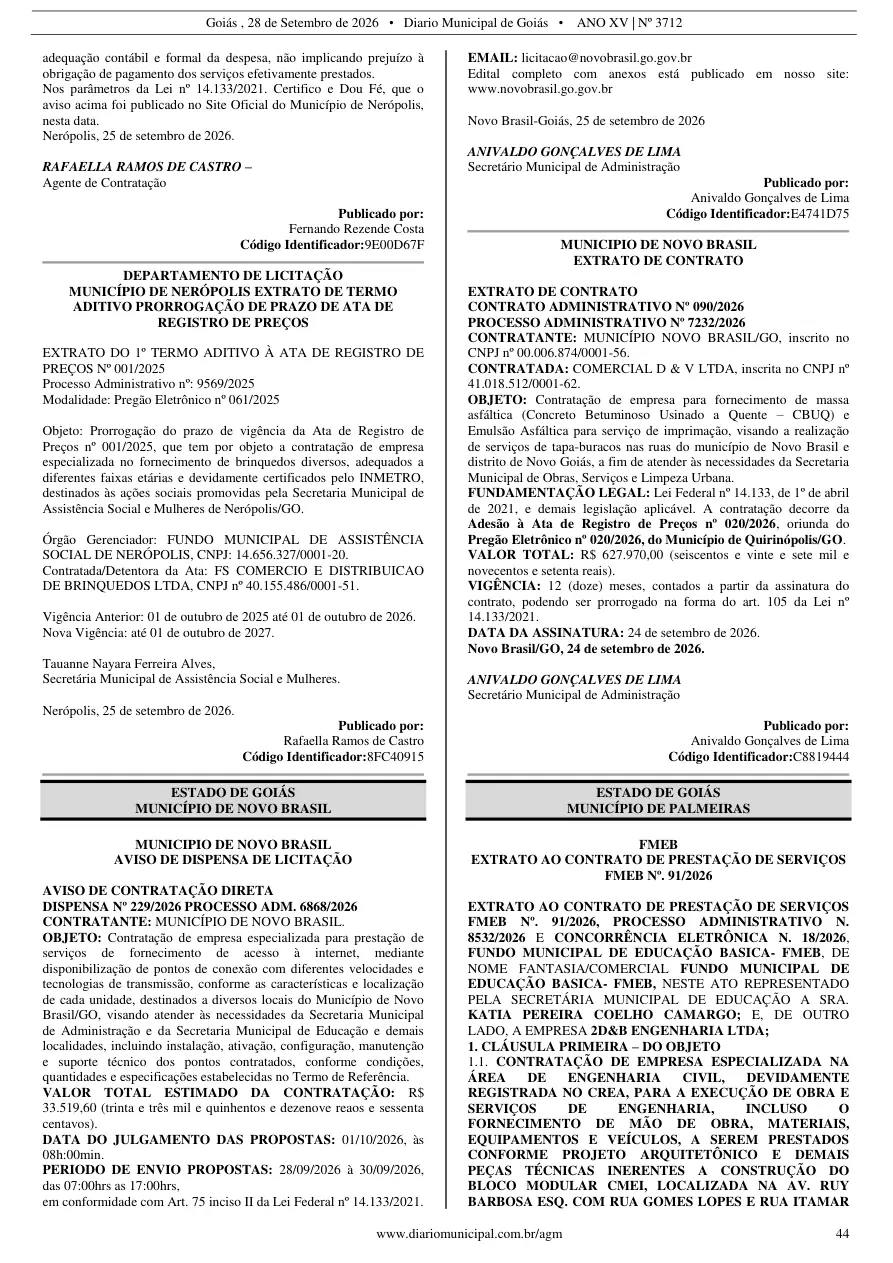 Goiás , 28 de Setembro de 2026 • Diario Municipal de Goiás • ANO XV | Nº 3712
adequação contábil e formal da despesa, não implicando prejuízo à
obrigação de pagamento dos serviços efetivamente prestados.
Nos parâmetros da Lei nº 14.133/2021. Certifico e Dou Fé, que o
aviso acima foi publicado no Site Oficial do Município de Nerópolis,
nesta data.
Nerópolis, 25 de setembro de 2026.
RAFAELLA RAMOS DE CASTRO –
Agente de Contratação
Publicado por:
Fernando Rezende Costa
Código Identificador:9E00D67F
DEPARTAMENTO DE LICITAÇÃO
MUNICÍPIO DE NERÓPOLIS EXTRATO DE TERMO
ADITIVO PRORROGAÇÃO DE PRAZO DE ATA DE
REGISTRO DE PREÇOS
EXTRATO DO 1º TERMO ADITIVO À ATA DE REGISTRO DE
PREÇOS Nº 001/2025
Processo Administrativo nº: 9569/2025
Modalidade: Pregão Eletrônico nº 061/2025
Objeto: Prorrogação do prazo de vigência da Ata de Registro de
Preços nº 001/2025, que tem por objeto a contratação de empresa
especializada no fornecimento de brinquedos diversos, adequados a
diferentes faixas etárias e devidamente certificados pelo INMETRO,
destinados às ações sociais promovidas pela Secretaria Municipal de
Assistência Social e Mulheres de Nerópolis/GO.
Órgão Gerenciador: FUNDO MUNICIPAL DE ASSISTÊNCIA
SOCIAL DE NERÓPOLIS, CNPJ: 14.656.327/0001-20.
Contratada/Detentora da Ata: FS COMERCIO E DISTRIBUICAO
DE BRINQUEDOS LTDA, CNPJ nº 40.155.486/0001-51.
Vigência Anterior: 01 de outubro de 2025 até 01 de outubro de 2026.
Nova Vigência: até 01 de outubro de 2027.
Tauanne Nayara Ferreira Alves,
Secretária Municipal de Assistência Social e Mulheres.
Nerópolis, 25 de setembro de 2026.
Publicado por:
Rafaella Ramos de Castro
Código Identificador:8FC40915
ESTADO DE GOIÁS
MUNICÍPIO DE NOVO BRASIL
MUNICIPIO DE NOVO BRASIL
AVISO DE DISPENSA DE LICITAÇÃO
AVISO DE CONTRATAÇÃO DIRETA
DISPENSA Nº 229/2026 PROCESSO ADM. 6868/2026
CONTRATANTE: MUNICÍPIO DE NOVO BRASIL.
OBJETO: Contratação de empresa especializada para prestação de
serviços de fornecimento de acesso à internet, mediante
disponibilização de pontos de conexão com diferentes velocidades e
tecnologias de transmissão, conforme as características e localização
de cada unidade, destinados a diversos locais do Município de Novo
Brasil/GO, visando atender às necessidades da Secretaria Municipal
de Administração e da Secretaria Municipal de Educação e demais
localidades, incluindo instalação, ativação, configuração, manutenção
e suporte técnico dos pontos contratados, conforme condições,
quantidades e especificações estabelecidas no Termo de Referência.
VALOR TOTAL ESTIMADO DA CONTRATAÇÃO: R$
33.519,60 (trinta e três mil e quinhentos e dezenove reaos e sessenta
centavos).
DATA DO JULGAMENTO DAS PROPOSTAS: 01/10/2026, às
08h:00min.
PERIODO DE ENVIO PROPOSTAS: 28/09/2026 à 30/09/2026,
das 07:00hrs as 17:00hrs,
em conformidade com Art. 75 inciso II da Lei Federal nº 14.133/2021.
EMAIL: licitacao@novobrasil.go.gov.br
Edital completo com anexos está publicado em nosso site:
www.novobrasil.go.gov.br
Novo Brasil-Goiás, 25 de setembro de 2026
ANIVALDO GONÇALVES DE LIMA
Secretário Municipal de Administração
Publicado por:
Anivaldo Gonçalves de Lima
Código Identificador:E4741D75
MUNICIPIO DE NOVO BRASIL
EXTRATO DE CONTRATO
EXTRATO DE CONTRATO
CONTRATO ADMINISTRATIVO Nº 090/2026
PROCESSO ADMINISTRATIVO Nº 7232/2026
CONTRATANTE: MUNICÍPIO NOVO BRASIL/GO, inscrito no
CNPJ nº 00.006.874/0001-56.
CONTRATADA: COMERCIAL D & V LTDA, inscrita no CNPJ nº
41.018.512/0001-62.
OBJETO: Contratação de empresa para fornecimento de massa
asfáltica (Concreto Betuminoso Usinado a Quente – CBUQ) e
Emulsão Asfáltica para serviço de imprimação, visando a realização
de serviços de tapa-buracos nas ruas do município de Novo Brasil e
distrito de Novo Goiás, a fim de atender às necessidades da Secretaria
Municipal de Obras, Serviços e Limpeza Urbana.
FUNDAMENTAÇÃO LEGAL: Lei Federal nº 14.133, de 1º de abril
de 2021, e demais legislação aplicável. A contratação decorre da
Adesão à Ata de Registro de Preços nº 020/2026, oriunda do
Pregão Eletrônico nº 020/2026, do Município de Quirinópolis/GO.
VALOR TOTAL: R$ 627.970,00 (seiscentos e vinte e sete mil e
novecentos e setenta reais).
VIGÊNCIA: 12 (doze) meses, contados a partir da assinatura do
contrato, podendo ser prorrogado na forma do art. 105 da Lei nº
14.133/2021.
DATA DA ASSINATURA: 24 de setembro de 2026.
Novo Brasil/GO, 24 de setembro de 2026.
ANIVALDO GONÇALVES DE LIMA
Secretário Municipal de Administração
Publicado por:
Anivaldo Gonçalves de Lima
Código Identificador:C8819444
ESTADO DE GOIÁS
MUNICÍPIO DE PALMEIRAS
FMEB
EXTRATO AO CONTRATO DE PRESTAÇÃO DE SERVIÇOS
FMEB Nº. 91/2026
EXTRATO AO CONTRATO DE PRESTAÇÃO DE SERVIÇOS
FMEB Nº. 91/2026, PROCESSO ADMINISTRATIVO N.
8532/2026 E CONCORRÊNCIA ELETRÔNICA N. 18/2026,
FUNDO MUNICIPAL DE EDUCAÇÃO BASICA- FMEB, DE
NOME FANTASIA/COMERCIAL FUNDO MUNICIPAL DE
EDUCAÇÃO BASICA- FMEB, NESTE ATO REPRESENTADO
PELA SECRETÁRIA MUNICIPAL DE EDUCAÇÃO A SRA.
KATIA PEREIRA COELHO CAMARGO; E, DE OUTRO
LADO, A EMPRESA 2D&B ENGENHARIA LTDA;
1. CLÁUSULA PRIMEIRA – DO OBJETO
1.1. CONTRATAÇÃO DE EMPRESA ESPECIALIZADA NA
ÁREA DE ENGENHARIA CIVIL, DEVIDAMENTE
REGISTRADA NO CREA, PARA A EXECUÇÃO DE OBRA E
SERVIÇOS DE ENGENHARIA, INCLUSO O
FORNECIMENTO DE MÃO DE OBRA, MATERIAIS,
EQUIPAMENTOS E VEÍCULOS, A SEREM PRESTADOS
CONFORME PROJETO ARQUITETÔNICO E DEMAIS
PEÇAS TÉCNICAS INERENTES A CONSTRUÇÃO DO
BLOCO MODULAR CMEI, LOCALIZADA NA AV. RUY
BARBOSA ESQ. COM RUA GOMES LOPES E RUA ITAMAR
www.diariomunicipal.com.br/agm
44